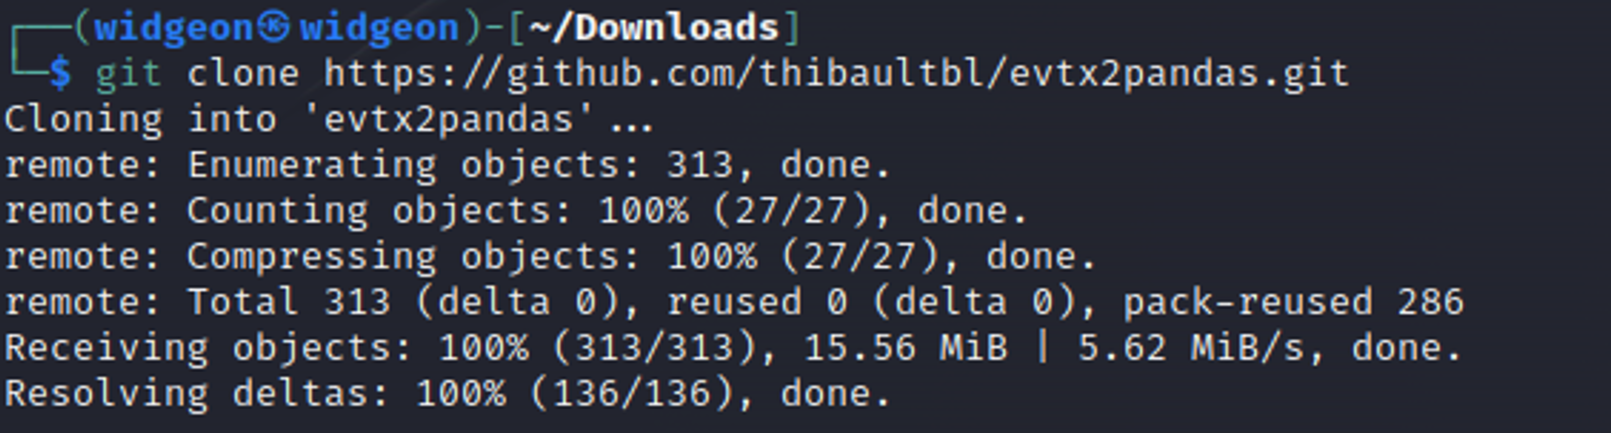 ┌──(widgeon㉿widgeon)-[~/Downloads]
└─$ git clone https://github.com/thibaultbl/evtx2pandas.git
Cloning into 'evtx2pandas'...
remote: Enumerating objects: 313, done.
remote: Counting objects: 100% (27/27), done.
remote: Compressing objects: 100% (27/27), done.
remote: Total 313 (delta 0), reused 0 (delta 0), pack-reused 286
Receiving objects: 100% (313/313), 15.56 MiB | 5.62 MiB/s, done.
Resolving deltas: 100% (136/136), done.